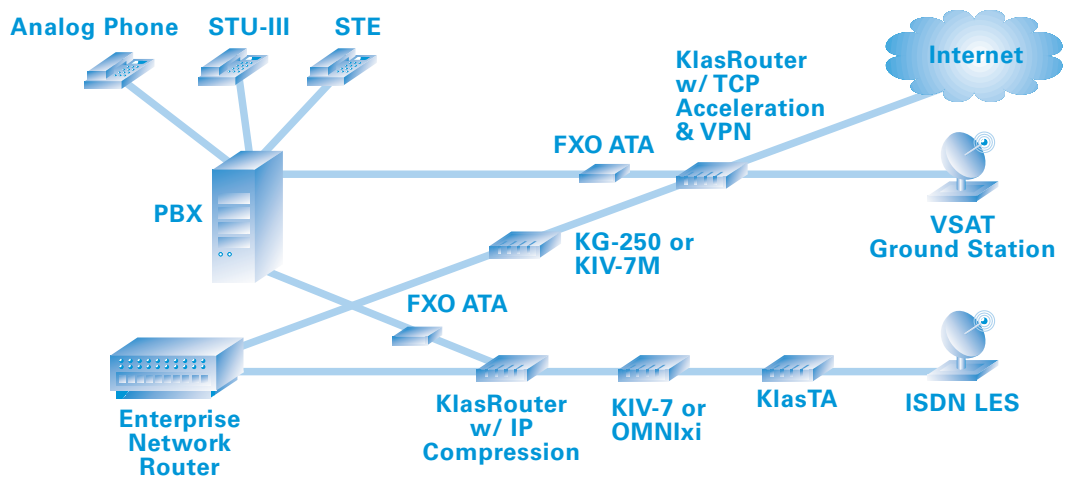 Analog Phone
STU-III
STE
KlasRouter
w/ TCP
Acceleration
& VPN
Internet
FXO ATA
PBX
VSAT
Ground Station
KG-250 or
KIV-7M
FXO ATA
Enterprise
Network
Router
KlasRouter
w/ IP
Compression
KIV-7 or
OMNIxi
KlasTA
ISDN LES